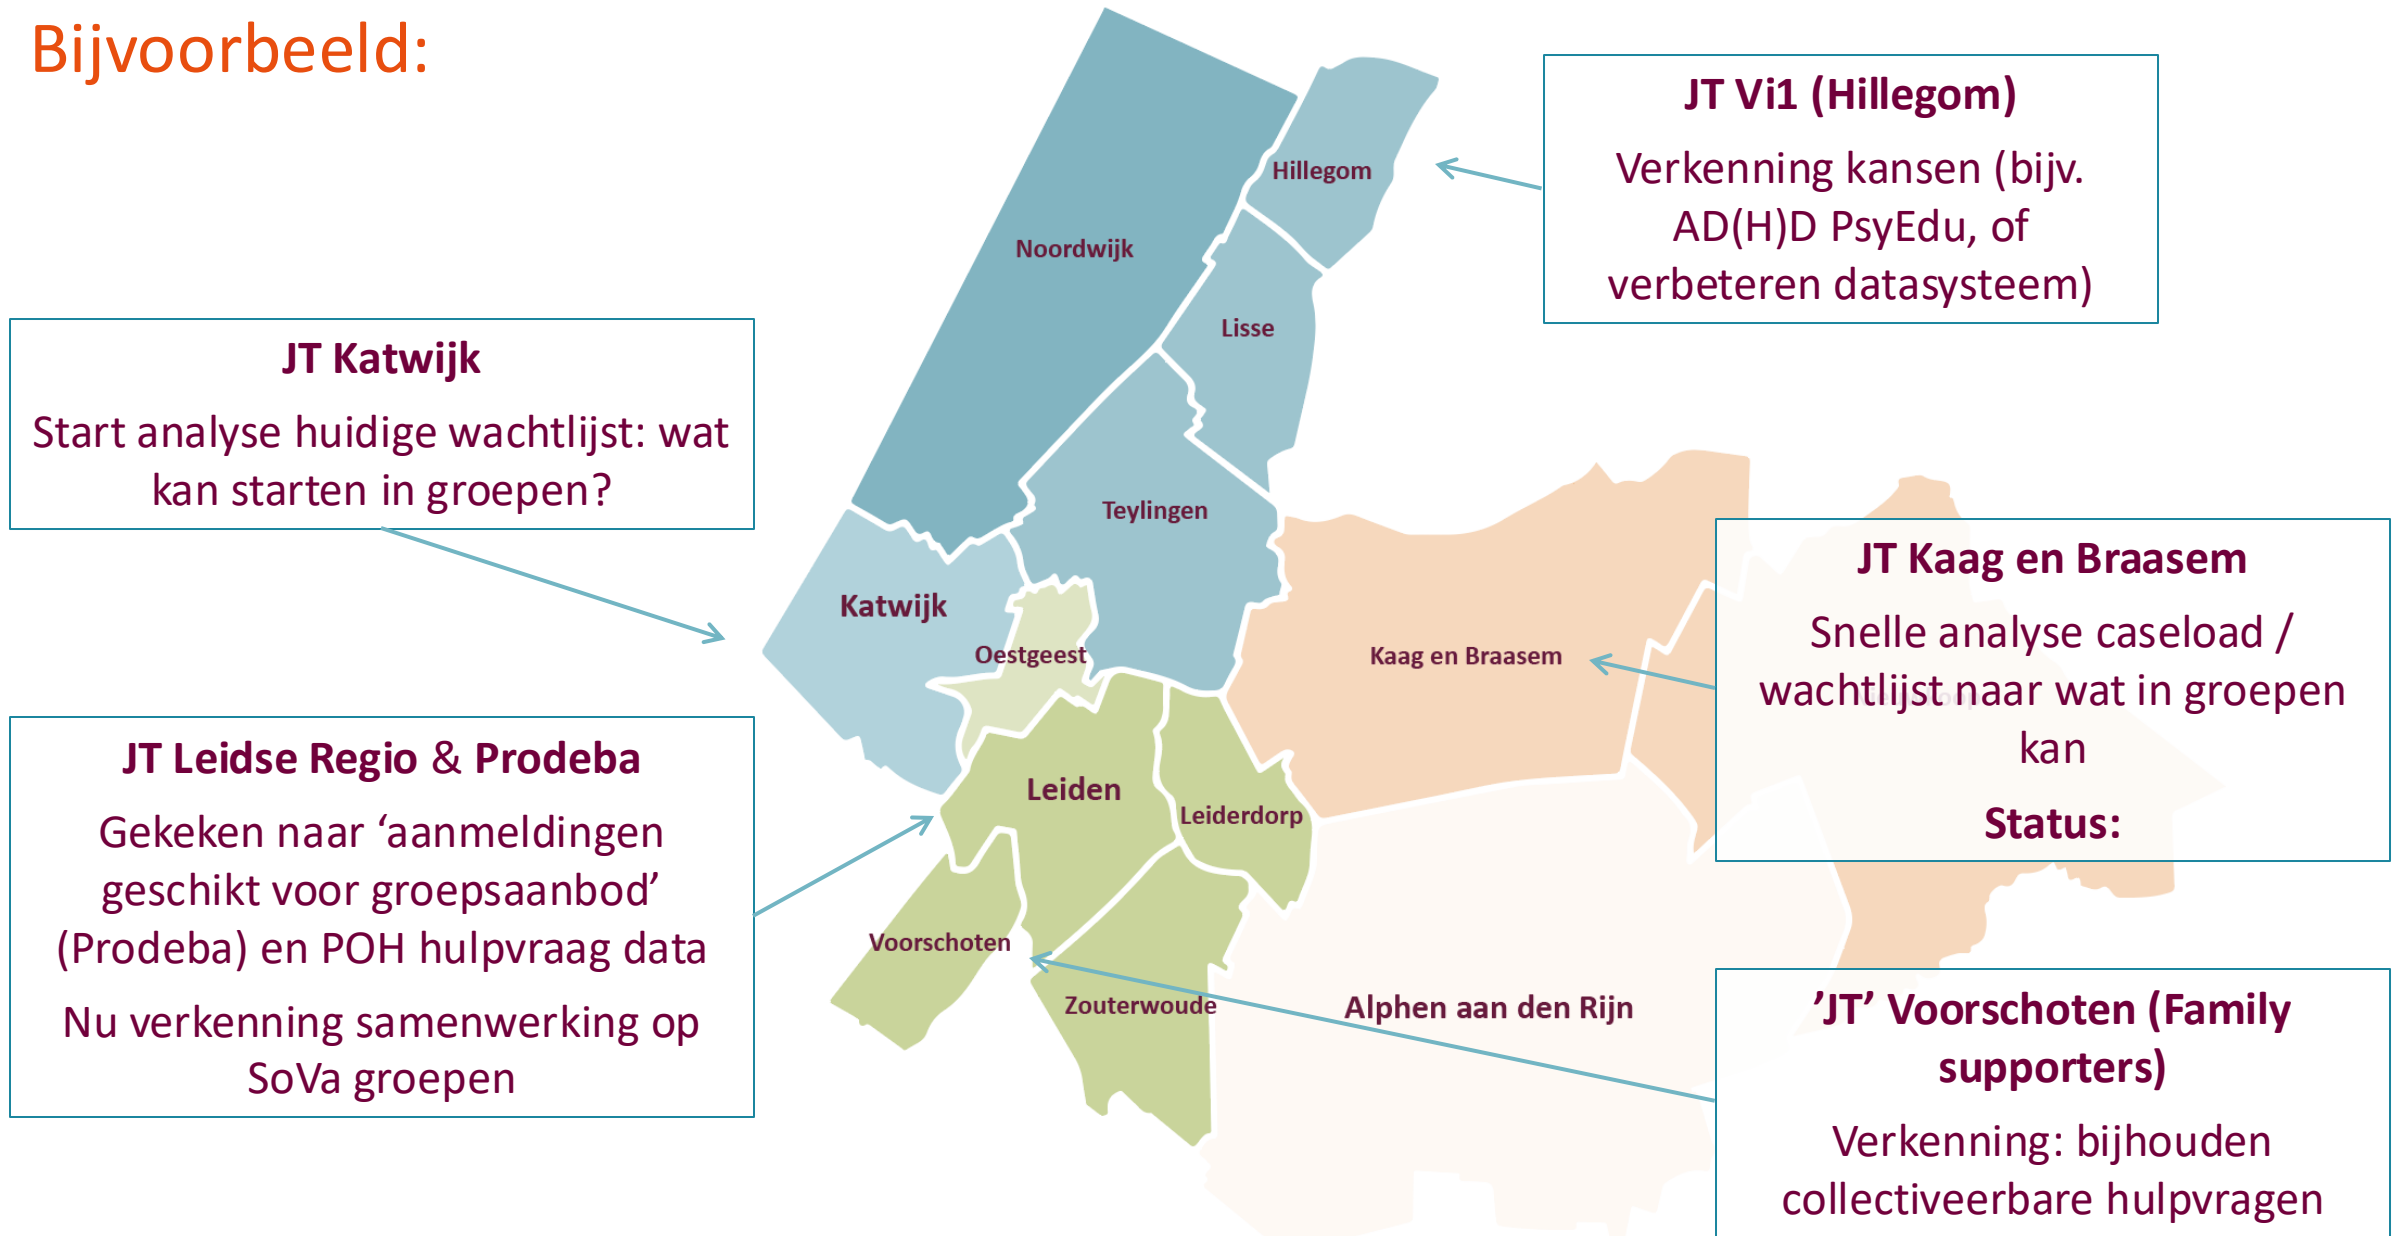 Bijvoorbeeld:
JT Vi1 (Hillegom)
Verkenning kansen (bijv.
AD(H)D PsyEdu, of
verbeteren datasysteem)
Hillegom
Noordwijk
Lisse
JT Katwijk
Start analyse huidige wachtlijst: wat
kan starten in groepen?
Teylingen
Katwijk
Oestgeest
Kaag en Braasem
JT Kaag en Braasem
Snelle analyse caseload /
wachtlijst naar wat in groepen
kan
Status:
JT Leidse Regio & Prodeba
Gekeken naar ‘aanmeldingen
geschikt voor groepsaanbod’
(Prodeba) en POH hulpvraag data
Nu verkenning samenwerking op
SoVa groepen
Leiden
Leiderdorp
Voorschoten
Zouterwoude
Alphen aan den Rijn
’JT’ Voorschoten (Family
supporters)
Verkenning: bijhouden
collectiveerbare hulpvragen